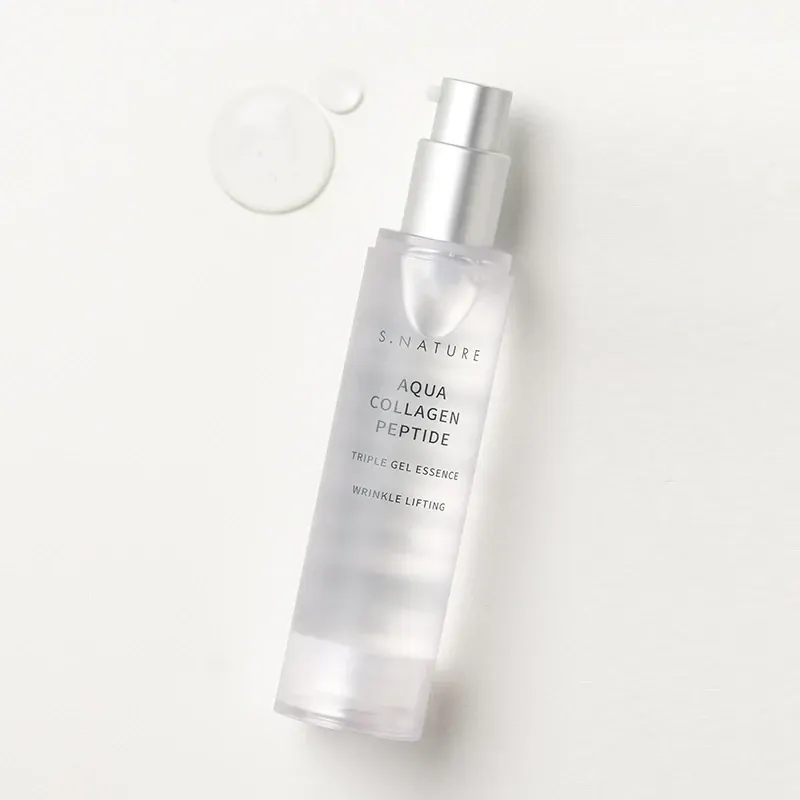 S.NATURE
AQUA
COLLAGEN
PEPTIDE
TRIPLE GEL ESSENCE
WRINKLE LIFTING